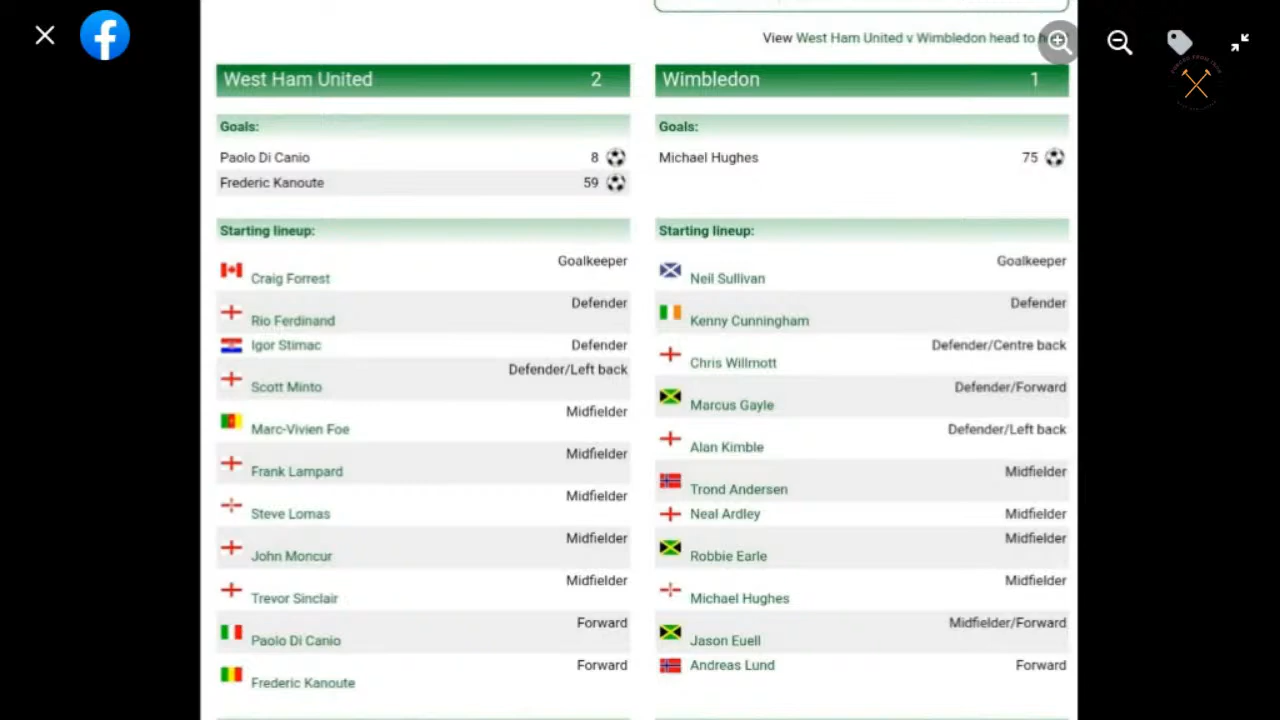 View West Ham United v Wimbledon head to
West Ham United 2
Goals:
Paolo Di Canio 8
Frederic Kanoute 59
Starting lineup:
Goalkeeper
Craig Forrest
Defender
Rio Ferdinand
Igor Stimac Defender
Defender/Left back
Scott Minto
Midfielder
Marc-Vivien Foe
Midfielder
Frank Lampard
Midfielder
Steve Lomas
Midfielder
John Moncur
Midfielder
Trevor Sinclair
Forward
Paolo Di Canio
Forward
Frederic Kanoute
Wimbledon 1
Goals:
Michael Hughes 75
Starting lineup:
Goalkeeper
Neil Sullivan
Defender
Kenny Cunningham
Defender/Centre back
Chris Willmott
Defender/Forward
Marcus Gayle
Defender/Left back
Alan Kimble
Midfielder
Trond Andersen
Neal Ardley Midfielder
Midfielder
Robbie Earle
Midfielder
Michael Hughes
Midfielder/Forward
Jason Euell
Andreas Lund Forward